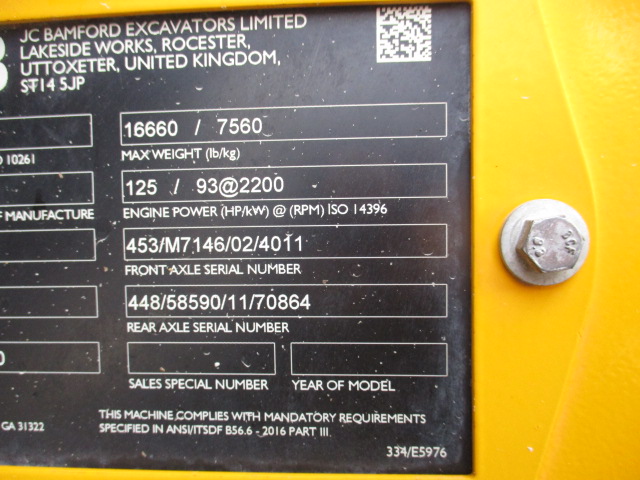 JC BAMFORD EXCAVATORS LIMITED
LAKESIDE WORKS, ROCESTER,
UTTOXETER, UNITED KINGDOM,
ST14 5JP
16660 / 7560
10261
MAX WEIGHT (lb/kg)
125 / 93@2200
F MANUFACTURE
ENGINE POWER (HP/kW) @ (RPM) ISO 14396
453/M7146/02/4011
FRONT AXLE SERIAL NUMBER
448/58590/11/70864
REAR AXLE SERIAL NUMBER
0
SALES SPECIAL NUMBER YEAR OF MODEL
THIS MACHINE COMPLIES WITH MANDATORY REQUIREMENTS
GA 31322
SPECIFIED IN ANSI/ITSDF B56.6 - 2016 PART III
334/E5976